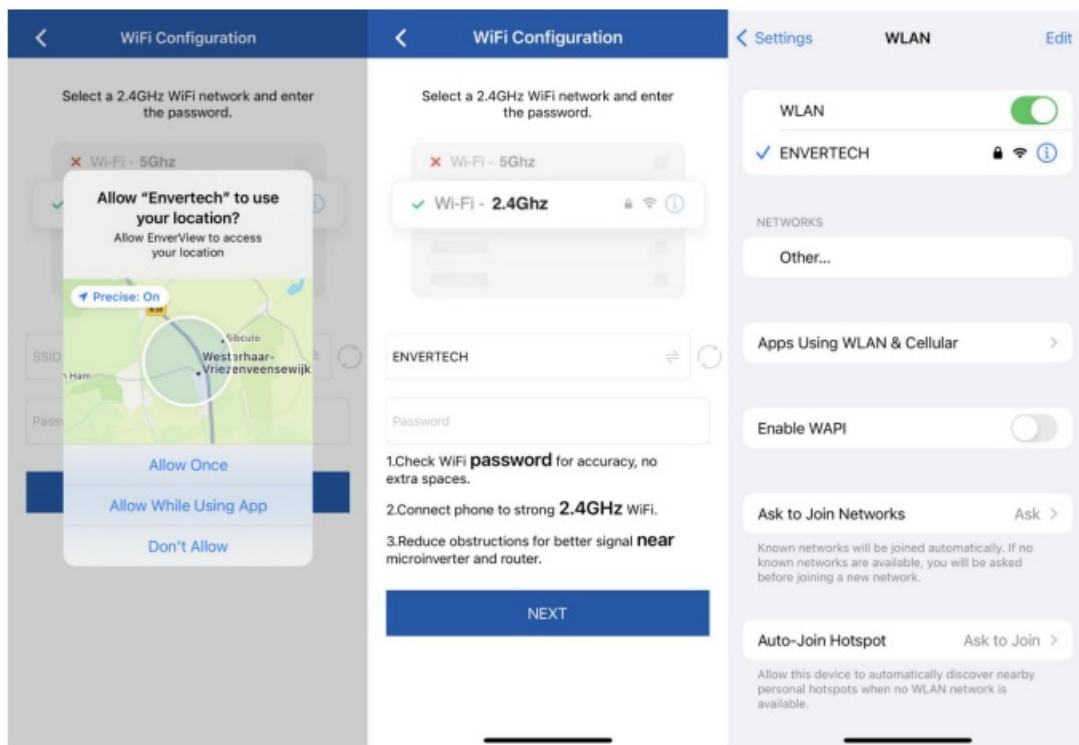 WiFi Configuration
Select a 2.4GHz WiFi network and enter
the password.
Wi-Fi - 5Ghz
Allow "Envertech" to use
your location?
Allow EnverView to access
your location
Precise: On
Sibculo
Westerhaar-
Vriezenveensewijk
Ham
SSID
Passw
Allow Once
Allow While Using App
Don't Allow
WiFi Configuration
Select a 2.4GHz WiFi network and enter
the password.
Wi-Fi - 5Ghz
Wi-Fi - 2.4Ghz
ENVERTECH
Password
1.Check WiFi password for accuracy, no
extra spaces.
2.Connect phone to strong 2.4GHz WiFi.
3.Reduce obstructions for better signal near
microinverter and router.
NEXT
Settings
WLAN
Edit
WLAN
ENVERTECH
NETWORKS
Other...
Apps Using WLAN & Cellular
Enable WAPI
Ask to Join Networks
Ask
Known networks will be joined automatically. If no
known networks are available, you will be asked
before joining a new network.
Auto-Join Hotspot
Ask to Join
Allow this device to automatically discover nearby
personal hotspots when no WLAN network is
available.